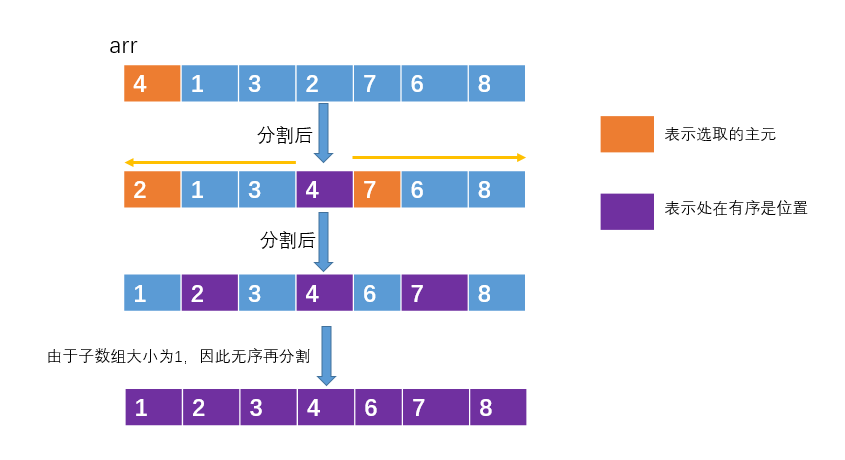 arr
4 1 3 2 7 6 8
分割后
表示选取的主元
2 1 3 4 7 6 8
表示处在有序是位置
分割后
1 2 3 4 6 7 8
由于子数组大小为1，因此无序再分割
1 2 3 4 6 7 8